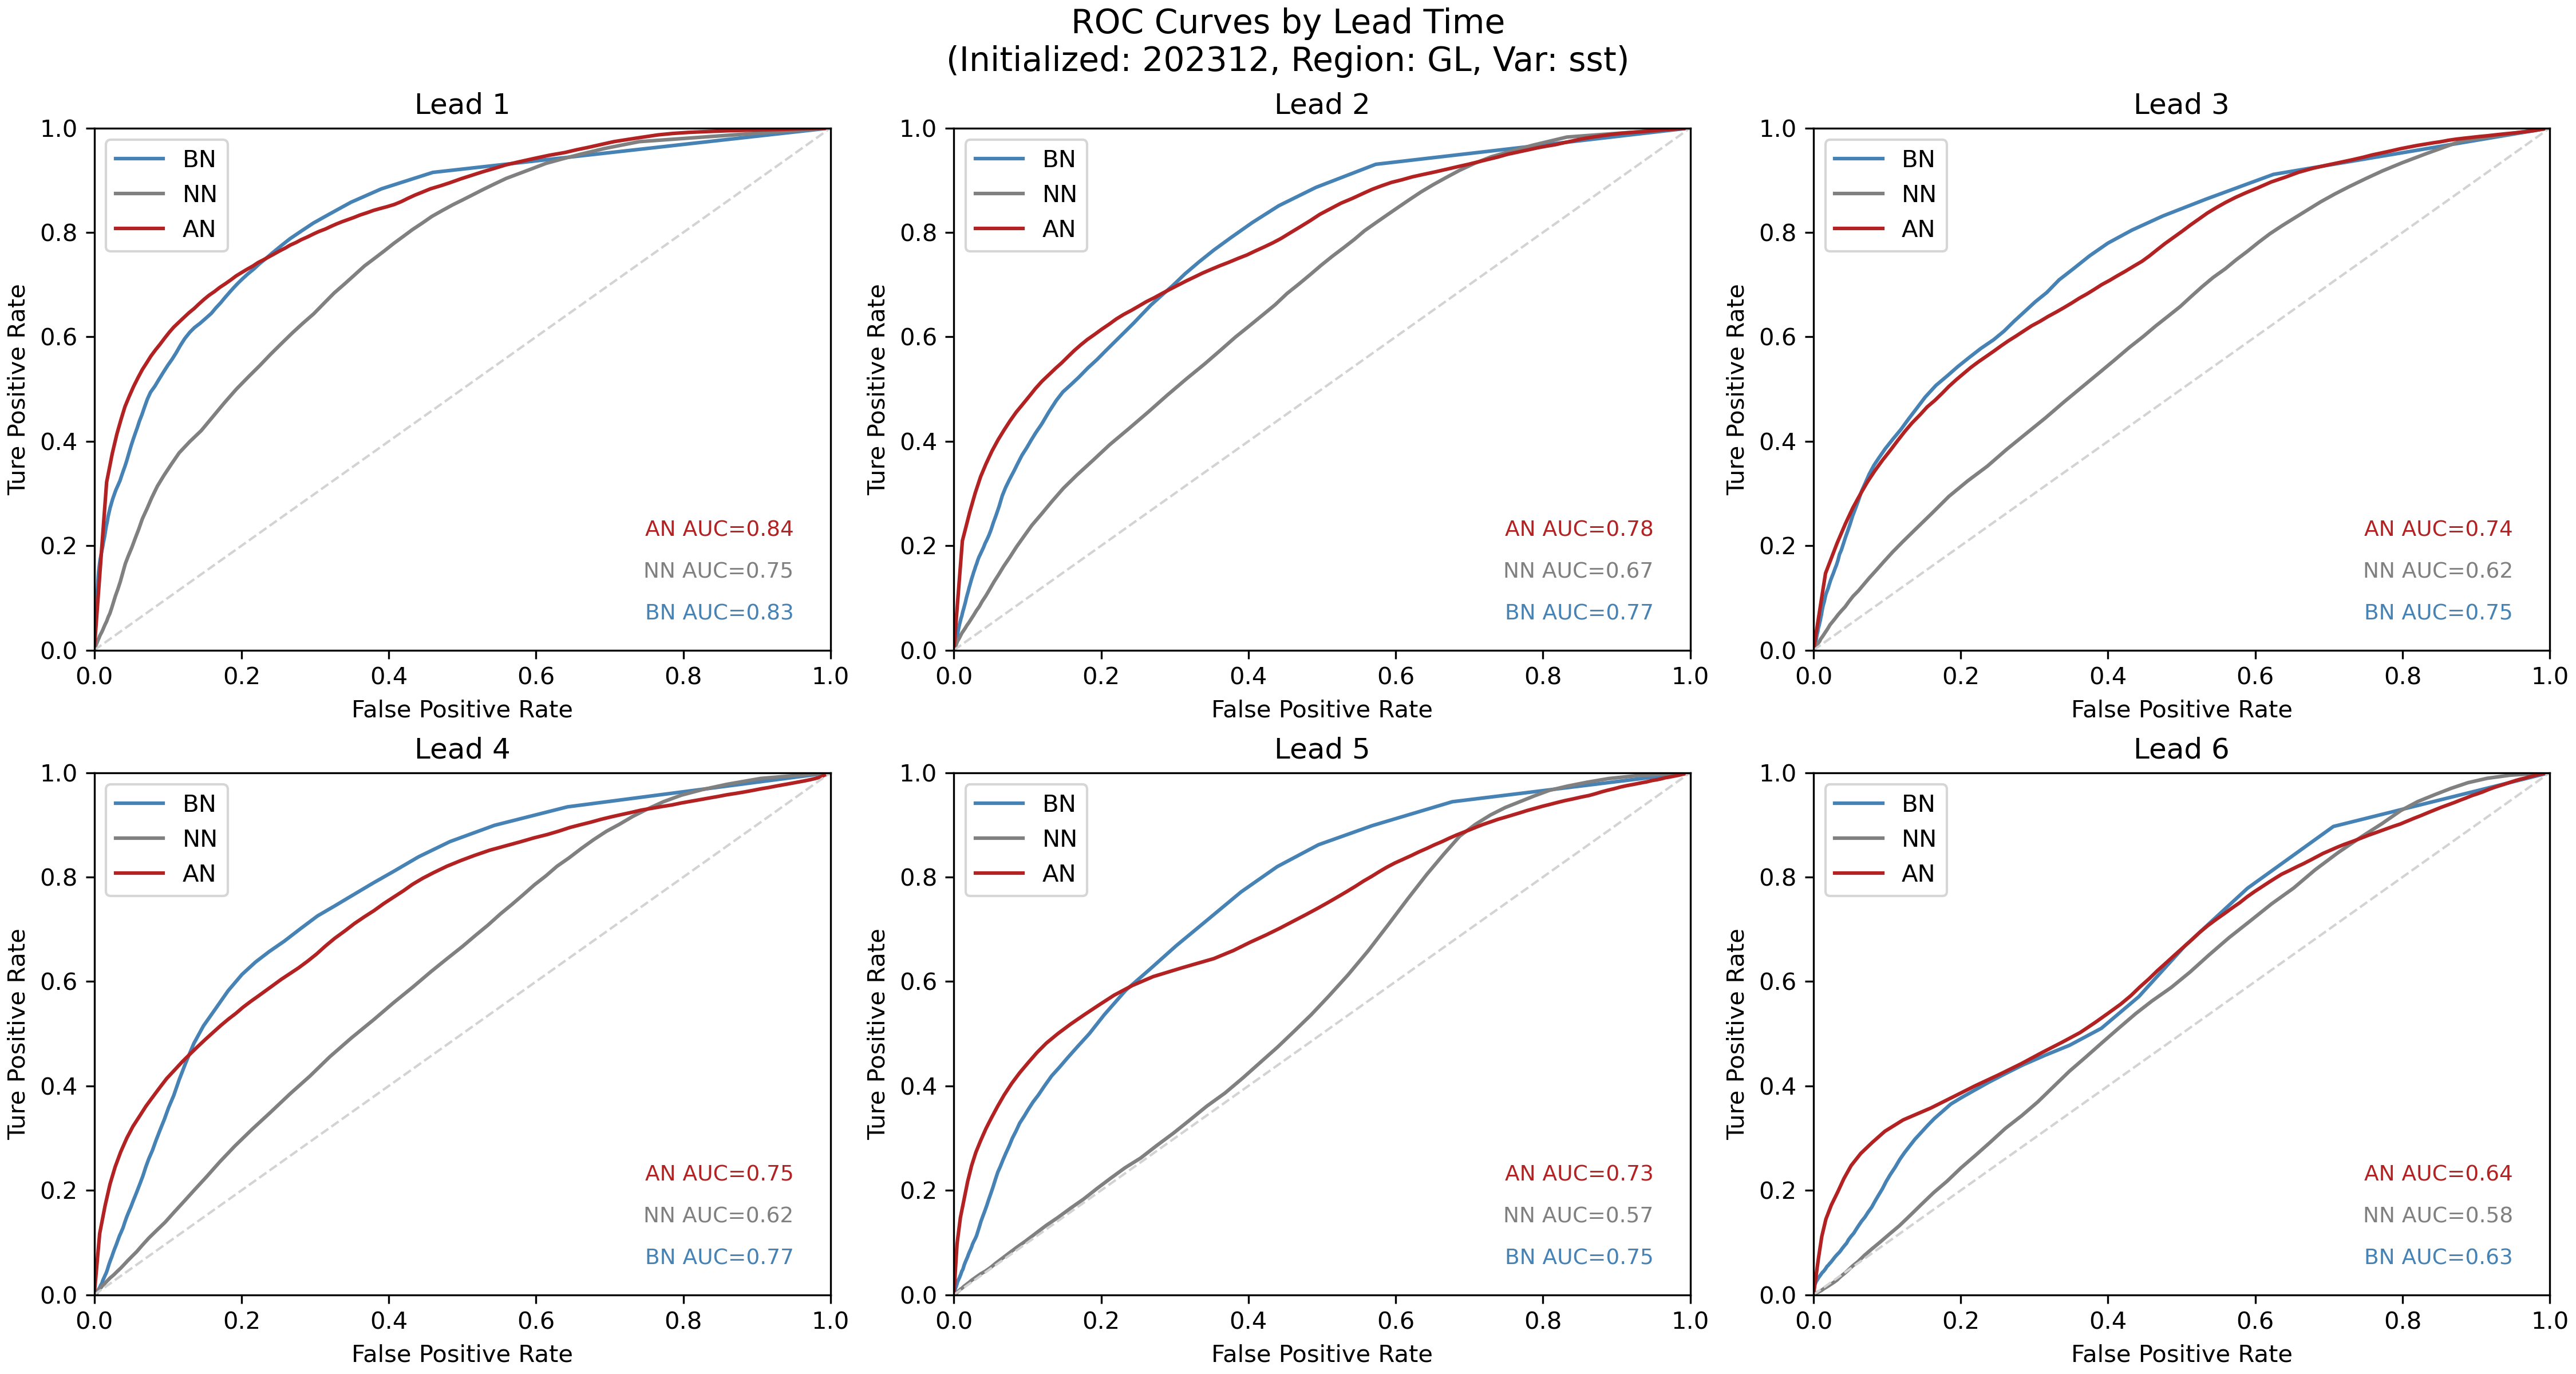 ROC Curves by Lead Time
(Initialized: 202312, Region: GL, Var: sst)
Lead 1
1.0
0.8
0.6
0.4
0.2
0.0
Ture Positive Rate
BN
NN
AN
AN AUC=0.84
NN AUC=0.75
BN AUC=0.83
0.0 0.2 0.4 0.6 0.8 1.0
False Positive Rate
Lead 2
1.0
0.8
0.6
0.4
0.2
0.0
Ture Positive Rate
BN
NN
AN
AN AUC=0.78
NN AUC=0.67
BN AUC=0.77
0.0 0.2 0.4 0.6 0.8 1.0
False Positive Rate
Lead 3
1.0
0.8
0.6
0.4
0.2
0.0
Ture Positive Rate
BN
NN
AN
AN AUC=0.74
NN AUC=0.62
BN AUC=0.75
0.0 0.2 0.4 0.6 0.8 1.0
False Positive Rate
Lead 4
1.0
0.8
0.6
0.4
0.2
0.0
Ture Positive Rate
BN
NN
AN
AN AUC=0.75
NN AUC=0.62
BN AUC=0.77
0.0 0.2 0.4 0.6 0.8 1.0
False Positive Rate
Lead 5
1.0
0.8
0.6
0.4
0.2
0.0
Ture Positive Rate
BN
NN
AN
AN AUC=0.73
NN AUC=0.57
BN AUC=0.75
0.0 0.2 0.4 0.6 0.8 1.0
False Positive Rate
Lead 6
1.0
0.8
0.6
0.4
0.2
0.0
Ture Positive Rate
BN
NN
AN
AN AUC=0.64
NN AUC=0.58
BN AUC=0.63
0.0 0.2 0.4 0.6 0.8 1.0
False Positive Rate